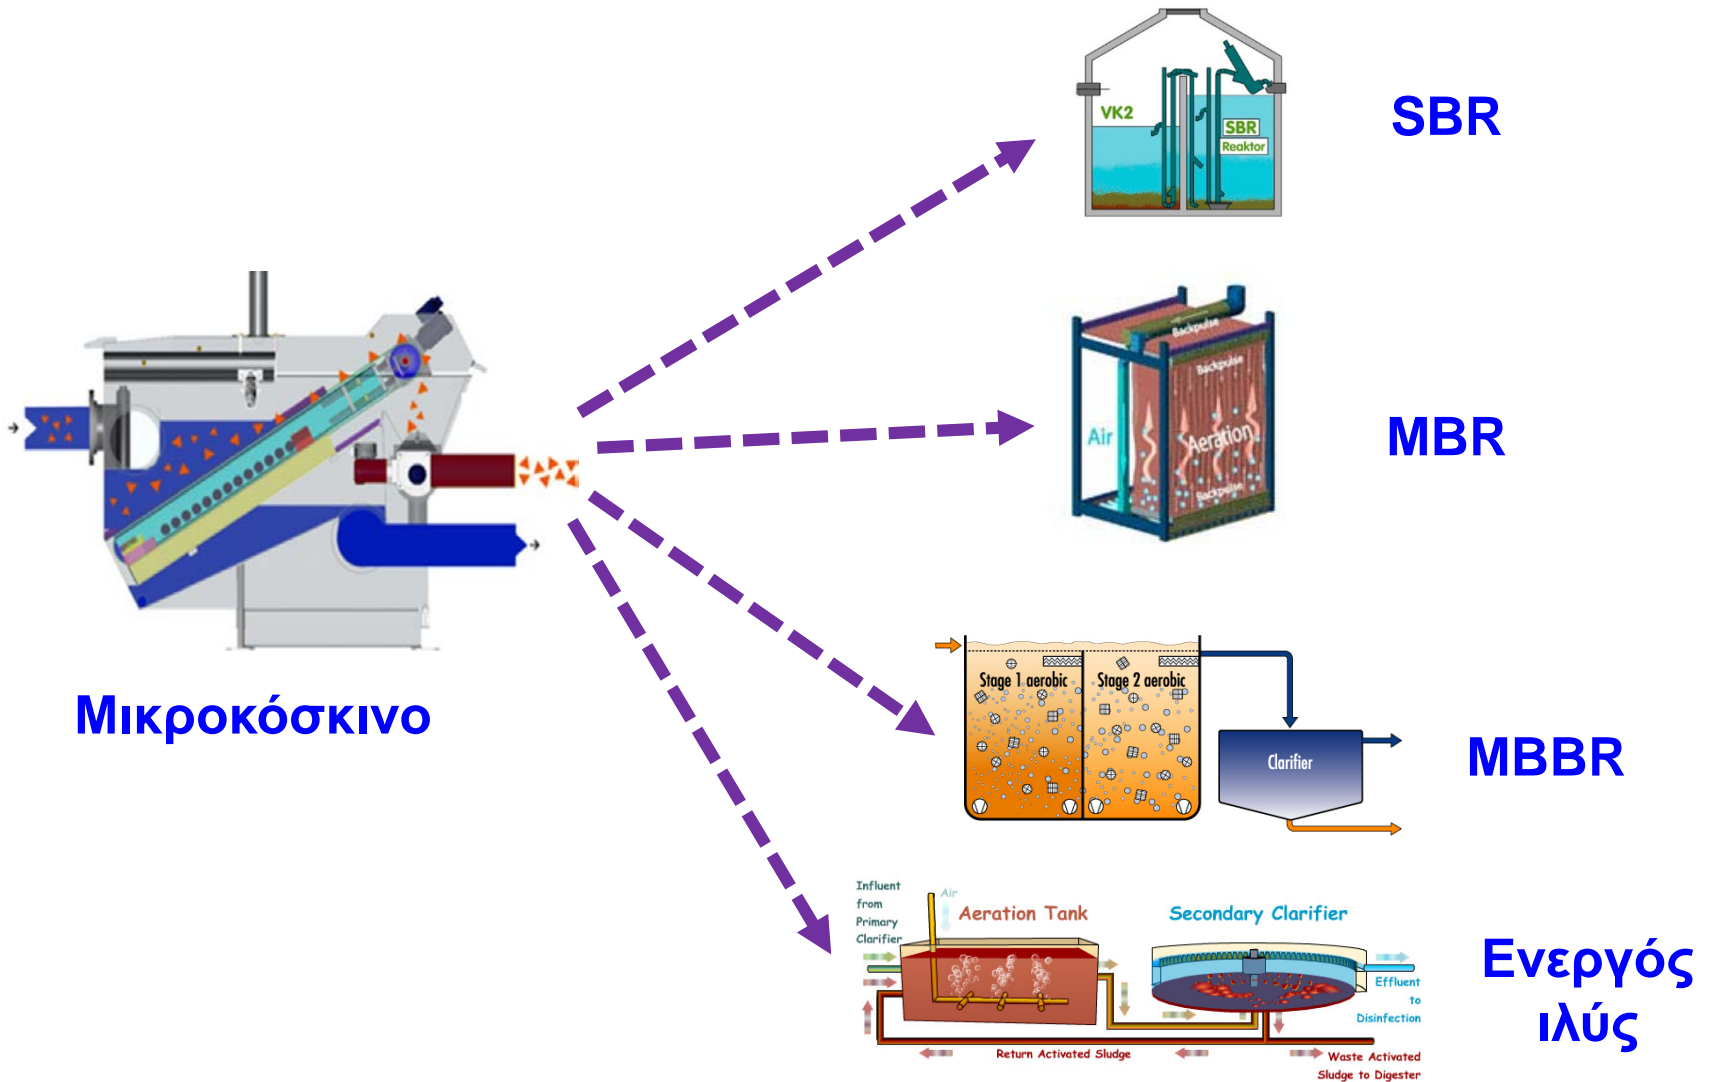 VK2
SBR
Reaktor
SBR
Backpulse
Backpulse
Air
Aeration
Backpulse
MBR
Μικροκόσκινο
Stage 1 aerobic
Stage 2 aerobic
Clarifier
MBBR
Influent
from
Primary
Clarifier
Air
Aeration Tank
Secondary Clarifier
Effluent
to
Disinfection
Return Activated Sludge
Waste Activated
Sludge to Digester
Ενεργός
ιλύς